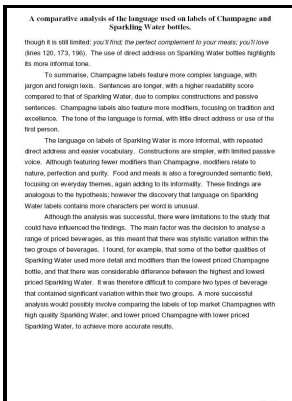 A comparative analysis of the language used on labels of Champagne and
Sparkling Water bottles.
though it is still limited: you'll find; the perfect complement to your meals; you'll love
(lines 120, 173, 196). The use of direct address on Sparkling Water bottles highlights
its more informal tone.
To summarise, Champagne labels feature more complex language, with
jargon and foreign lexis. Sentences are longer, with a higher readability score
compared to that of Sparkling Water, due to complex constructions and passive
sentences. Champagne labels also feature more modifiers, focusing on tradition and
excellence. The tone of the language is formal, with little direct address or use of the
first person.
The language on labels of Sparkling Water is more informal, with repeated
direct address and easier vocabulary. Constructions are simpler, with limited passive
voice. Although featuring fewer modifiers than Champagne, modifiers relate to
nature, perfection and purity. Food and meals is also a foregrounded semantic field,
focusing on everyday themes, again adding to its informality. These findings are
analogous to the hypothesis; however the discovery that language on Sparkling
Water labels contains more characters per word is unusual.
Although the analysis was successful, there were limitations to the study that
could have influenced the findings. The main factor was the decision to analyse a
range of priced beverages, as this meant that there was stylistic variation within the
two groups of beverages. I found, for example, that some of the better qualities of
Sparkling Water used more detail and modifiers than the lowest priced Champagne
bottle, and that there was considerable difference between the highest and lowest
priced Sparkling Water. It was therefore difficult to compare two types of beverage
that contained significant variation within their two groups. A more successful
analysis would possibly involve comparing the labels of top market Champagnes with
high quality Sparkling Water, and lower priced Champagne with lower priced
Sparkling Water, to achieve more accurate results.